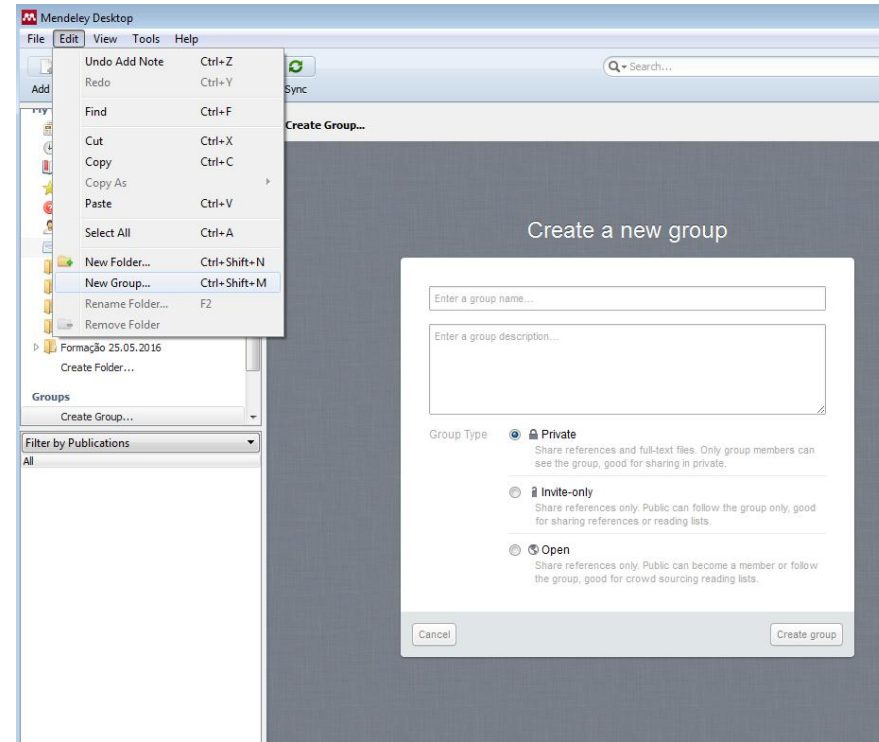 Mendeley Desktop
File Edit View Tools Help
Undo Add Note Ctrl+Z
Redo Ctrl+Y
Find Ctrl+F
Cut Ctrl+X
Copy Ctrl+C
Copy As
Paste Ctrl+V
Select All Ctrl+A
New Folder... Ctrl+Shift+N
New Group... Ctrl+Shift+M
Rename Folder... F2
Remove Folder
Add
Sync
Search...
My
Formação 25.05.2016
Create Folder...
Groups
Create Group...
Filter by Publications
All
Create Group...
Create a new group
Enter a group name...
Enter a group description...
Group Type
Private
Share references and full-text files. Only group members can
see the group, good for sharing in private.
Invite-only
Share references only. Public can follow the group only, good
for sharing references or reading lists.
Open
Share references only. Public can become a member or follow
the group, good for crowd sourcing reading lists.
Cancel
Create group